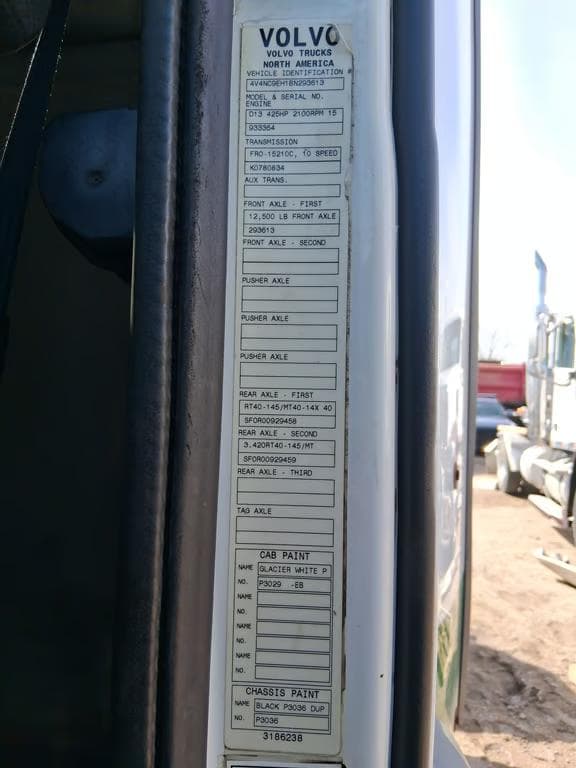 VOLVO
VOLVO TRUCKS
NORTH AMERICA
VEHICLE IDENTIFICATION #
4V4NC9EH1BN293613
MODEL & SERIAL NO.
ENGINE
D13 425HP 2100RPM 15
933364
TRANSMISSION
FRO-15210C, 10 SPEED
K0780834
AUX TRANS.
FRONT AXLE - FIRST
12,500 LB FRONT AXLE
293613
FRONT AXLE - SECOND
PUSHER AXLE
PUSHER AXLE
PUSHER AXLE
REAR AXLE - FIRST
RT40-145/MT40-14X 40
SFOR00929458
REAR AXLE - SECOND
3.420RT40-145/MT
SFOR00929459
REAR AXLE - THIRD
TAG AXLE
CAB PAINT
NAME GLACIER WHITE P
NO. P3029 -EB
NAME
NO.
NAME
NO.
NAME
NO.
CHASSIS PAINT
NAME BLACK P3036 DUP
NO. P3036
3186238